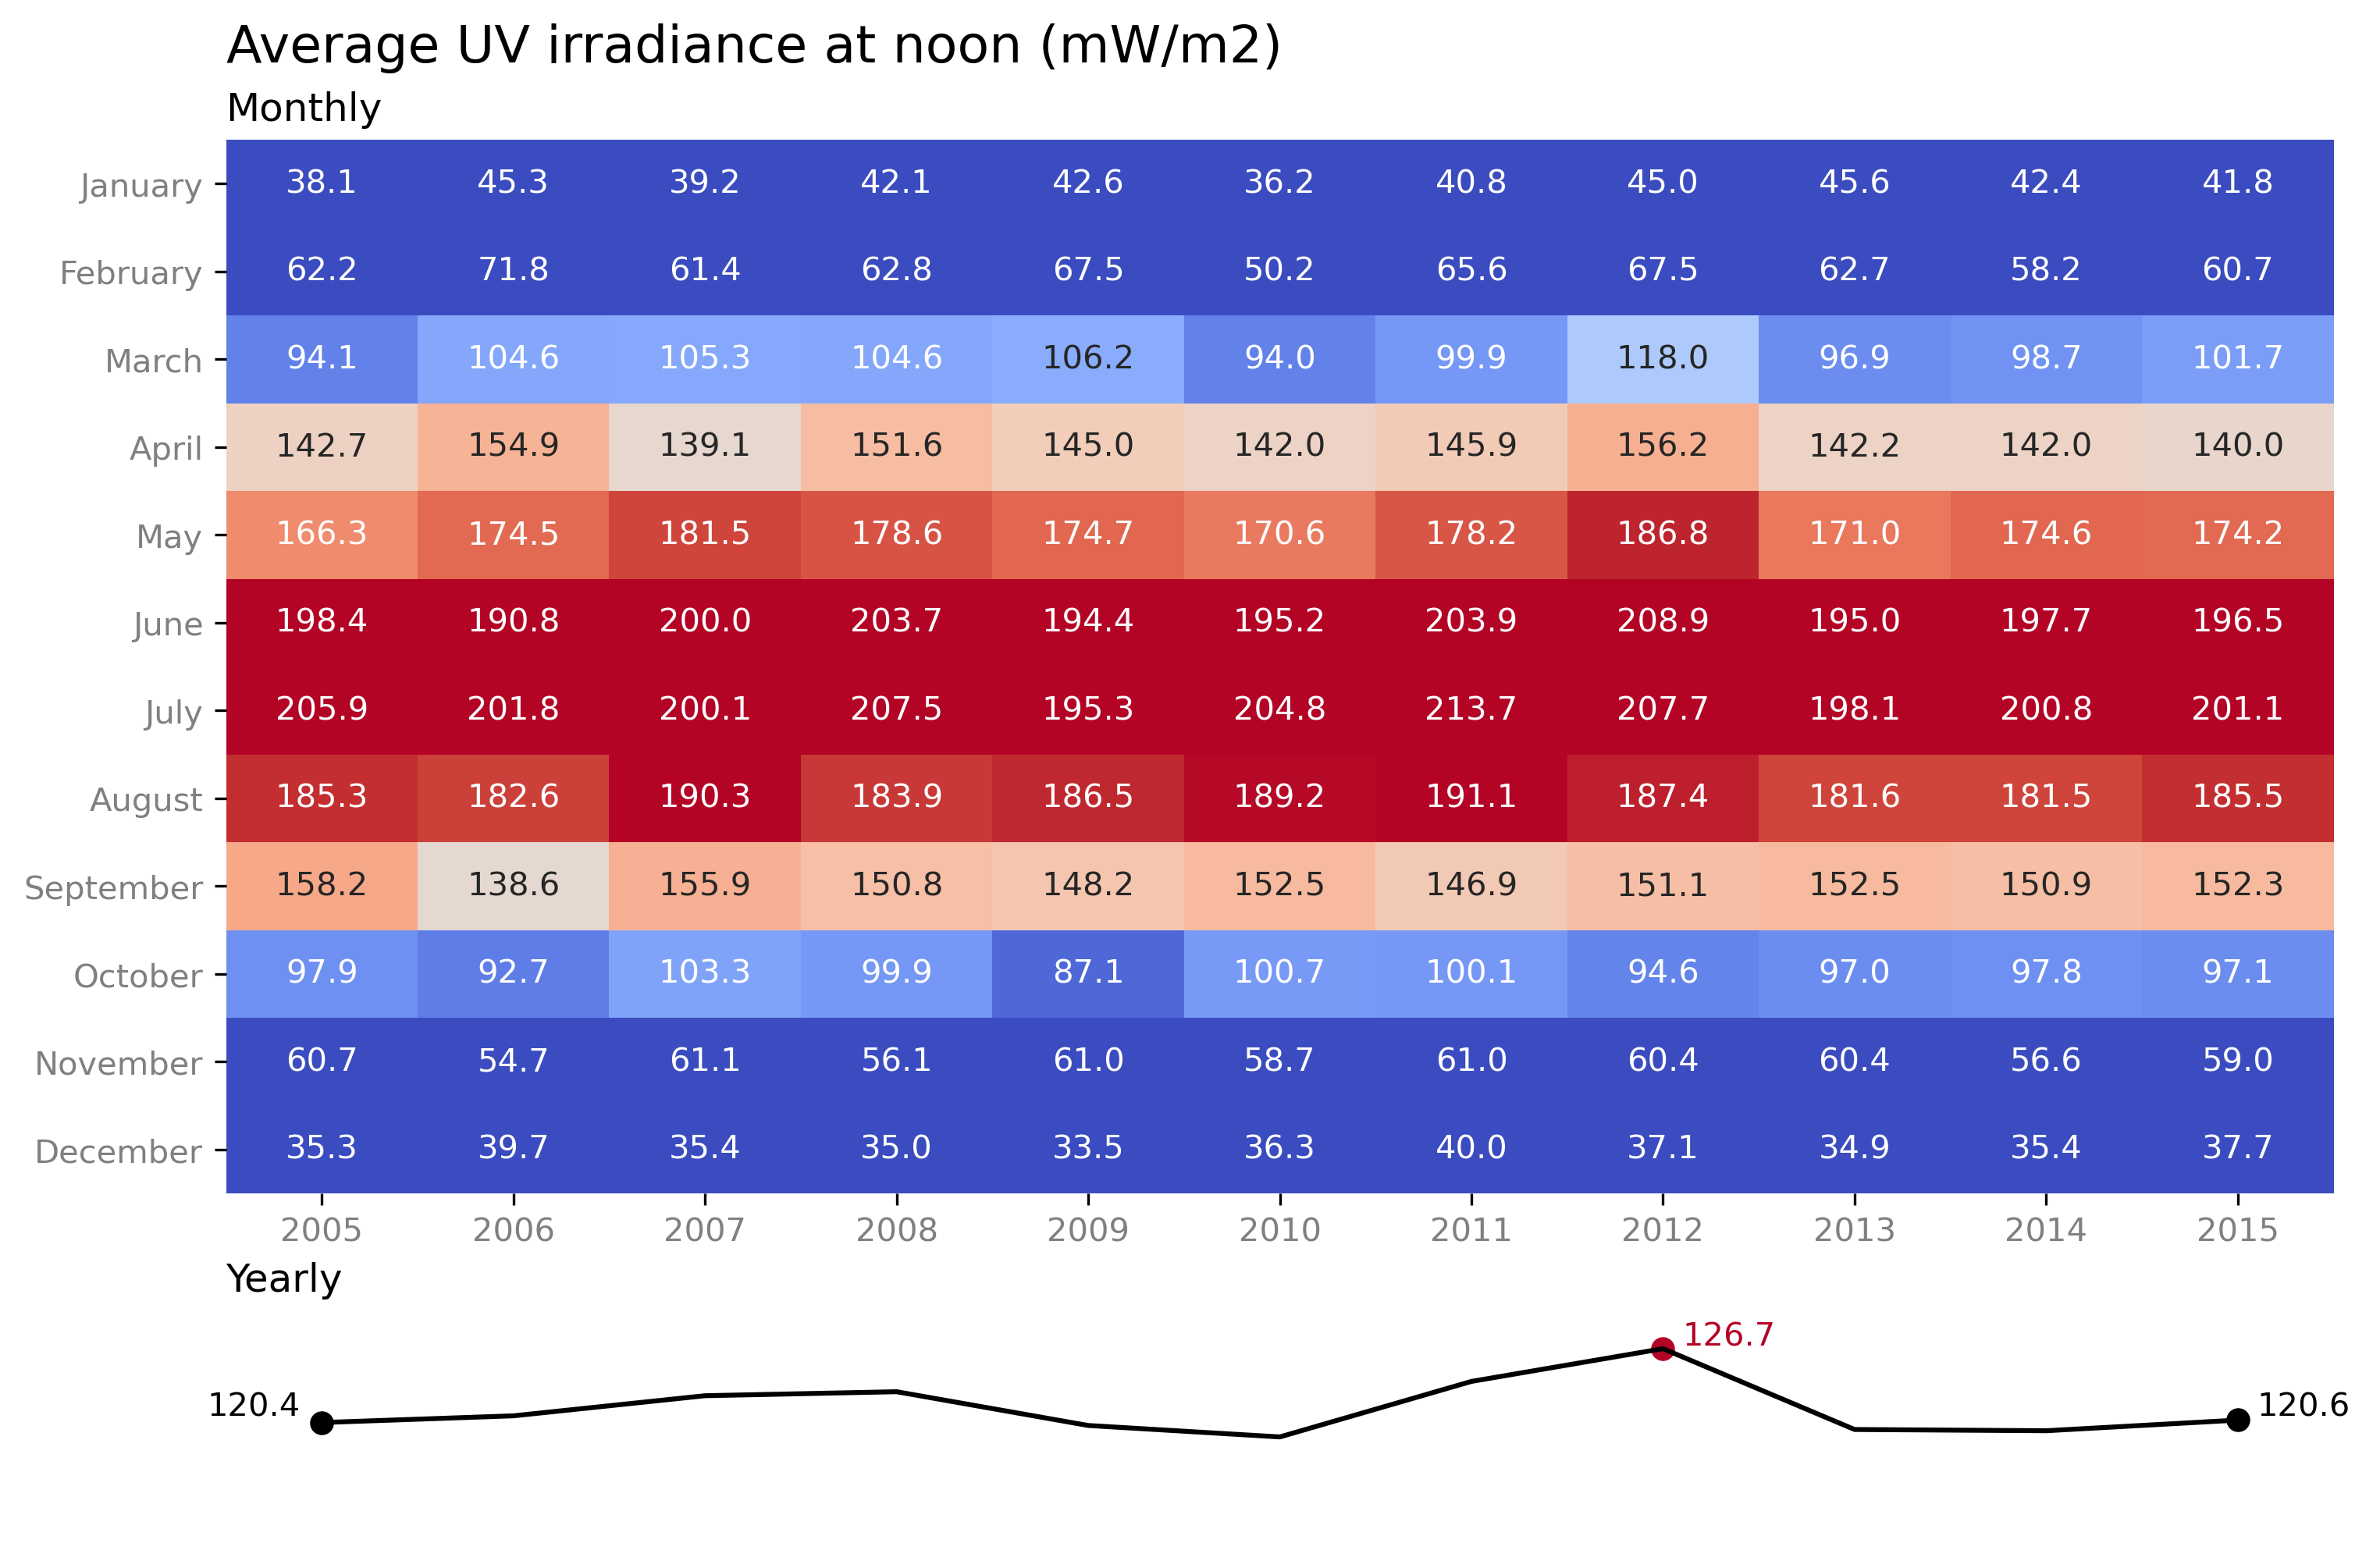 Average UV irradiance at noon (mW/m2)
Monthly
January 38.1 45.3 39.2 42.1 42.6 36.2 40.8 45.0 45.6 42.4 41.8
February 62.2 71.8 61.4 62.8 67.5 50.2 65.6 67.5 62.7 58.2 60.7
March 94.1 104.6 105.3 104.6 106.2 94.0 99.9 118.0 96.9 98.7 101.7
April 142.7 154.9 139.1 151.6 145.0 142.0 145.9 156.2 142.2 142.0 140.0
May 166.3 174.5 181.5 178.6 174.7 170.6 178.2 186.8 171.0 174.6 174.2
June 198.4 190.8 200.0 203.7 194.4 195.2 203.9 208.9 195.0 197.7 196.5
July 205.9 201.8 200.1 207.5 195.3 204.8 213.7 207.7 198.1 200.8 201.1
August 185.3 182.6 190.3 183.9 186.5 189.2 191.1 187.4 181.6 181.5 185.5
September 158.2 138.6 155.9 150.8 148.2 152.5 146.9 151.1 152.5 150.9 152.3
October 97.9 92.7 103.3 99.9 87.1 100.7 100.1 94.6 97.0 97.8 97.1
November 60.7 54.7 61.1 56.1 61.0 58.7 61.0 60.4 60.4 56.6 59.0
December 35.3 39.7 35.4 35.0 33.5 36.3 40.0 37.1 34.9 35.4 37.7
2005 2006 2007 2008 2009 2010 2011 2012 2013 2014 2015
Yearly
126.7
120.4 120.6